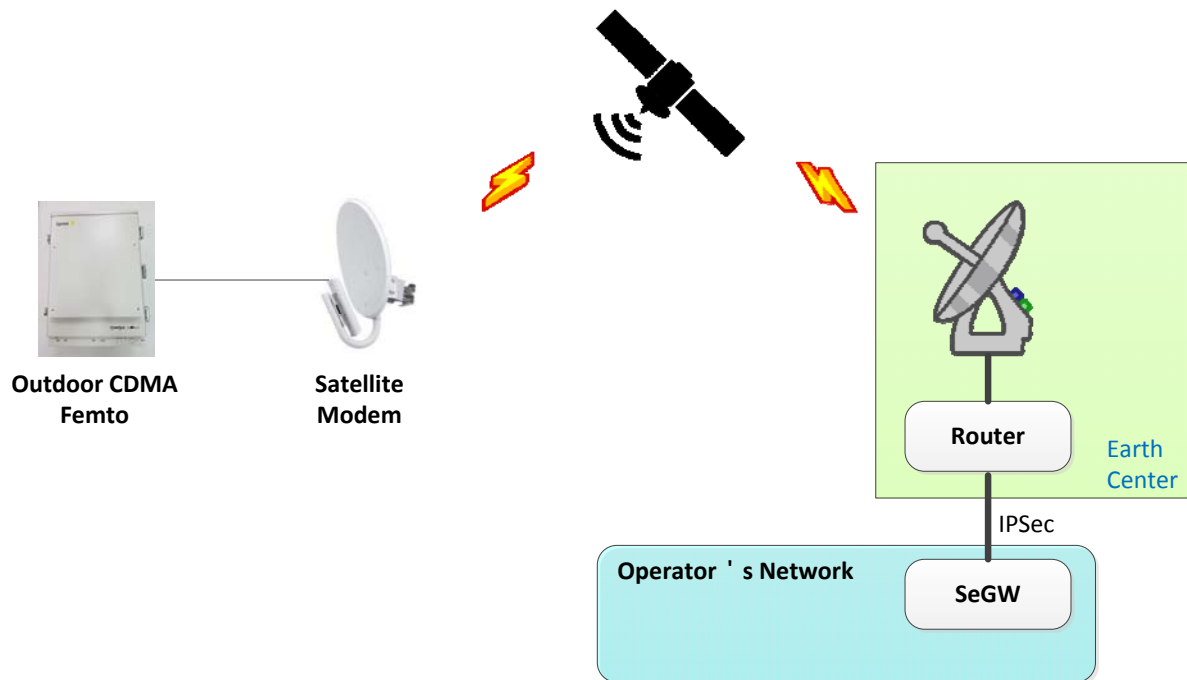 Outdoor CDMA
Femto
Satellite
Modem
Router
Earth
Center
IPSec
Operator ' s Network
SeGW